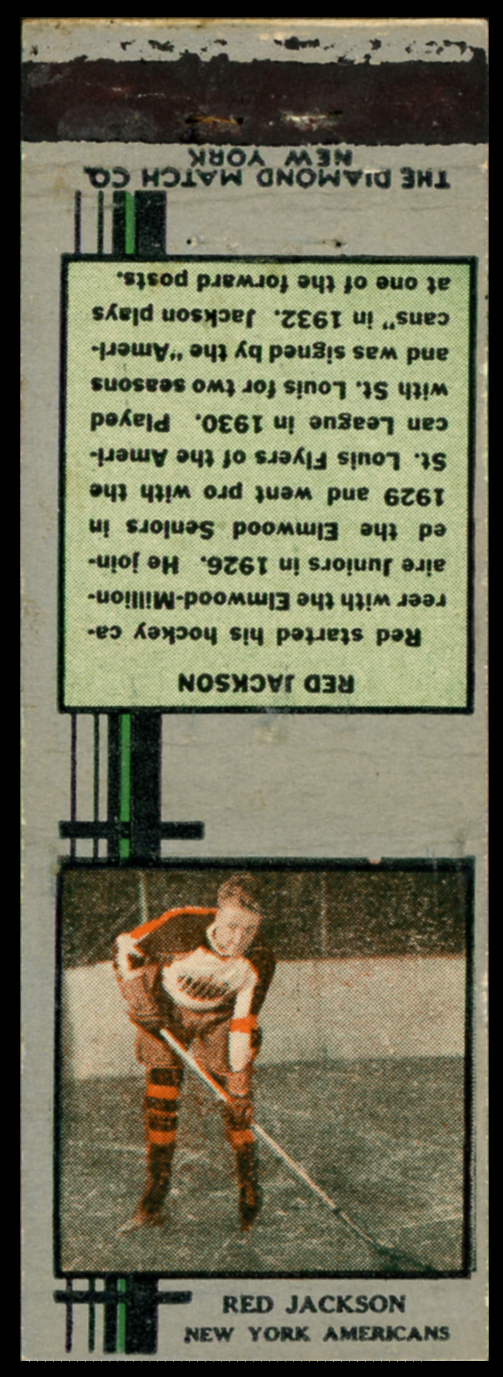 THE DIAMOND MATCH CO.
NEW YORK
RED JACKSON
Red started his hockey ca-
reer with the Elmwood-Million-
aire Juniors in 1926. He join-
ed the Elmwood Seniors in
1929 and went pro with the
St. Louis Flyers of the Ameri-
can League in 1930. Played
with St. Louis for two seasons
and was signed by the "Ameri-
cans" in 1932. Jackson plays
at one of the forward posts.
RED JACKSON
NEW YORK AMERICANS